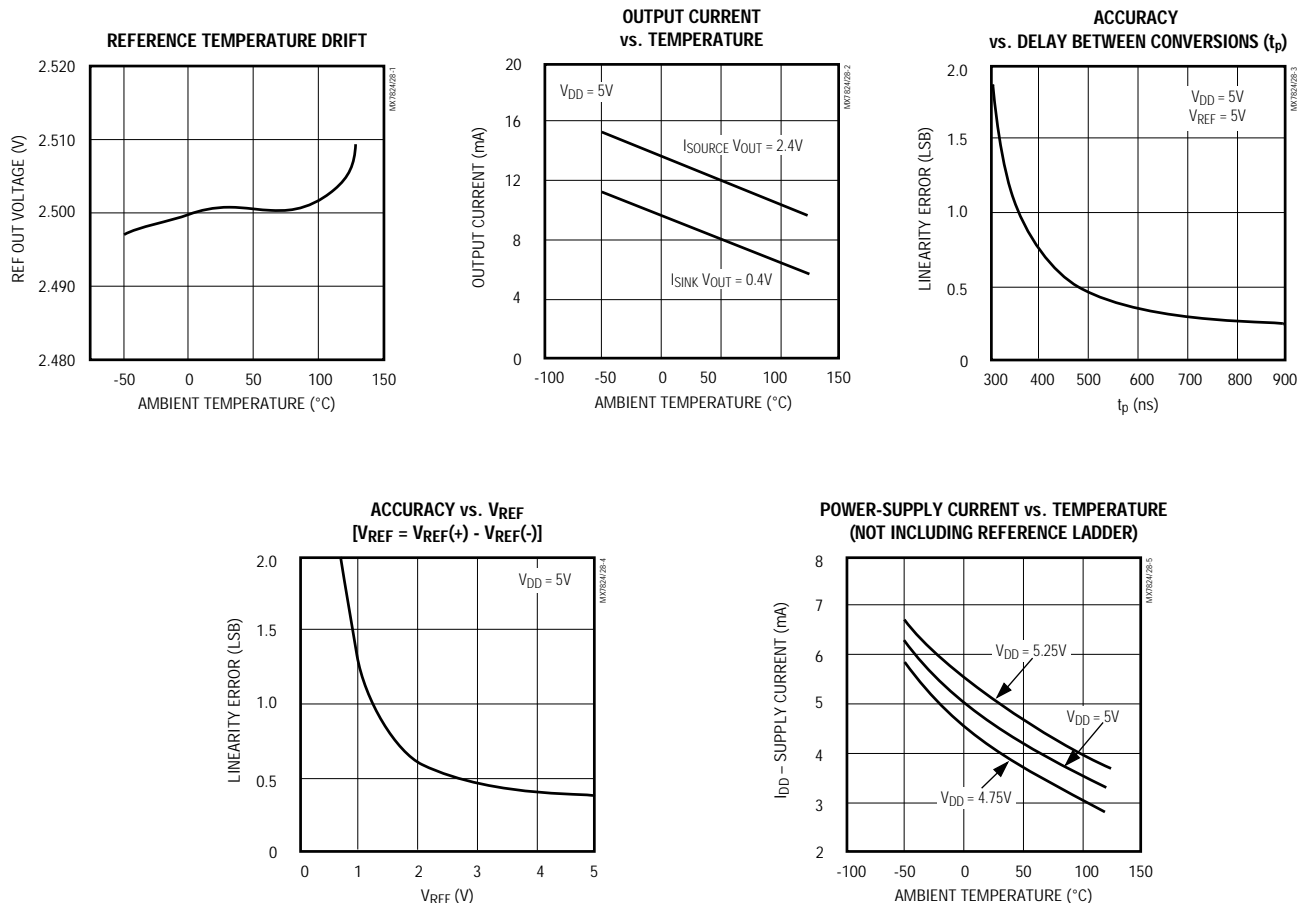 REFERENCE TEMPERATURE DRIFT
2.520
2.510
2.500
2.490
2.480
REF OUT VOLTAGE (V)
-50
0
50
100
150
AMBIENT TEMPERATURE (°C)
MX7824/28-1
OUTPUT CURRENT
vs. TEMPERATURE
20
16
12
8
4
0
OUTPUT CURRENT (mA)
VDD = 5V
ISOURCE VOUT = 2.4V
ISINK VOUT = 0.4V
-100
-50
0
50
100
150
AMBIENT TEMPERATURE (°C)
MX7824/28-2
ACCURACY
vs. DELAY BETWEEN CONVERSIONS (tp)
2.0
1.5
1.0
0.5
0
LINEARITY ERROR (LSB)
VDD = 5V
VREF = 5V
300
400
500
600
700
800
900
tp (ns)
MX7824/28-3
ACCURACY vs. VREF
[VREF = VREF(+) - VREF(-)]
2.0
1.5
1.0
0.5
0
LINEARITY ERROR (LSB)
VDD = 5V
0
1
2
3
4
5
VREF (V)
MX7824/28-4
POWER-SUPPLY CURRENT vs. TEMPERATURE
(NOT INCLUDING REFERENCE LADDER)
8
7
6
5
4
3
2
IDD – SUPPLY CURRENT (mA)
VDD = 5.25V
VDD = 5V
VDD = 4.75V
-100
-50
0
50
100
150
AMBIENT TEMPERATURE (°C)
MX7824/28-5